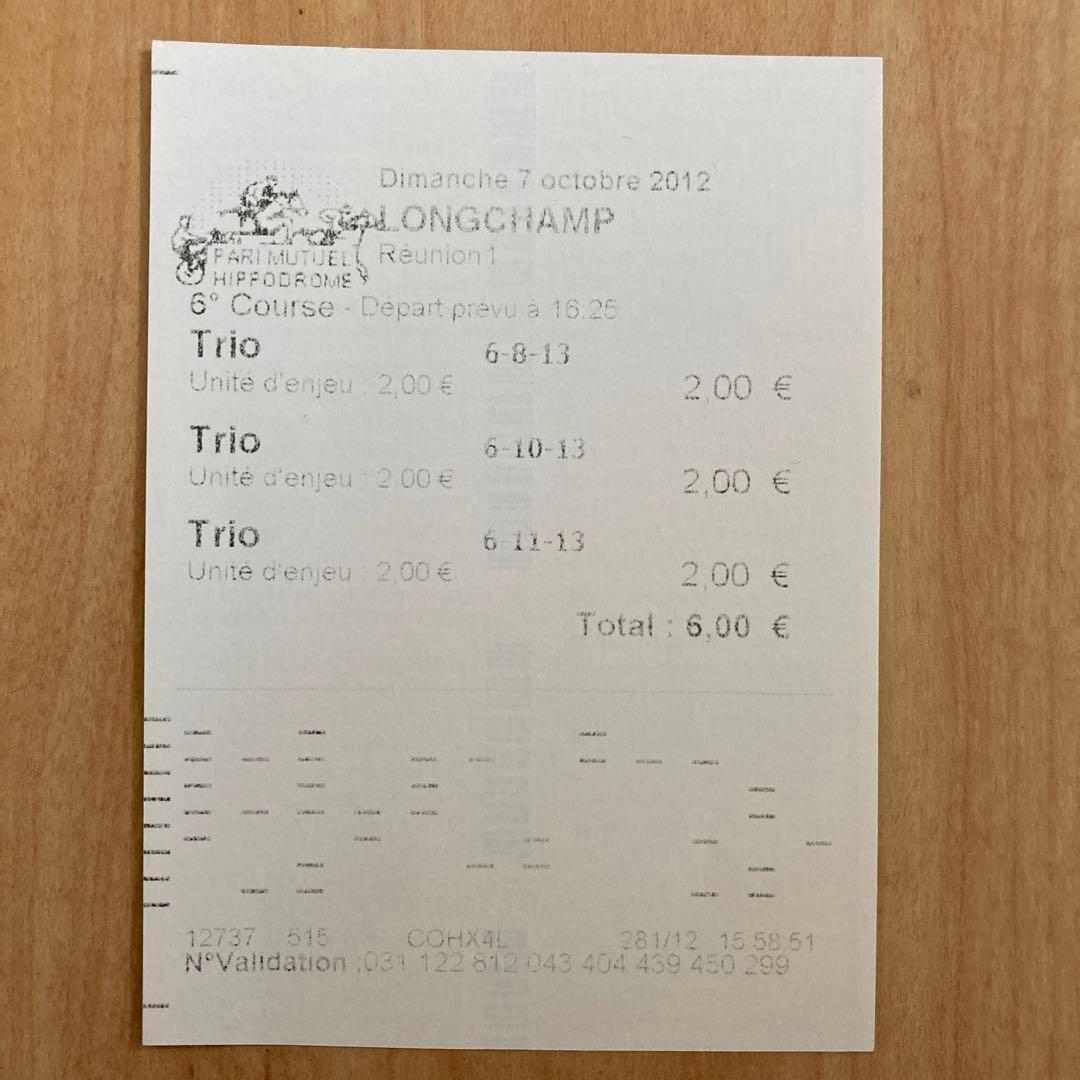 Dimanche 7 octobre 2012
LONGCHAMP
PARI MUTUEL
HIPPODROME
Réunion 1
6° Course - Départ prévu à 16:25
Trio 6-8-13
Unité d'enjeu : 2,00 € 2,00 €
Trio 6-10-13
Unité d'enjeu : 2,00 € 2,00 €
Trio 6-11-13
Unité d'enjeu : 2,00 € 2,00 €
Total : 6,00 €
12737 515 COHX4L 281/12 15:58:51
N°Validation :031 122 812 043 404 439 450 299